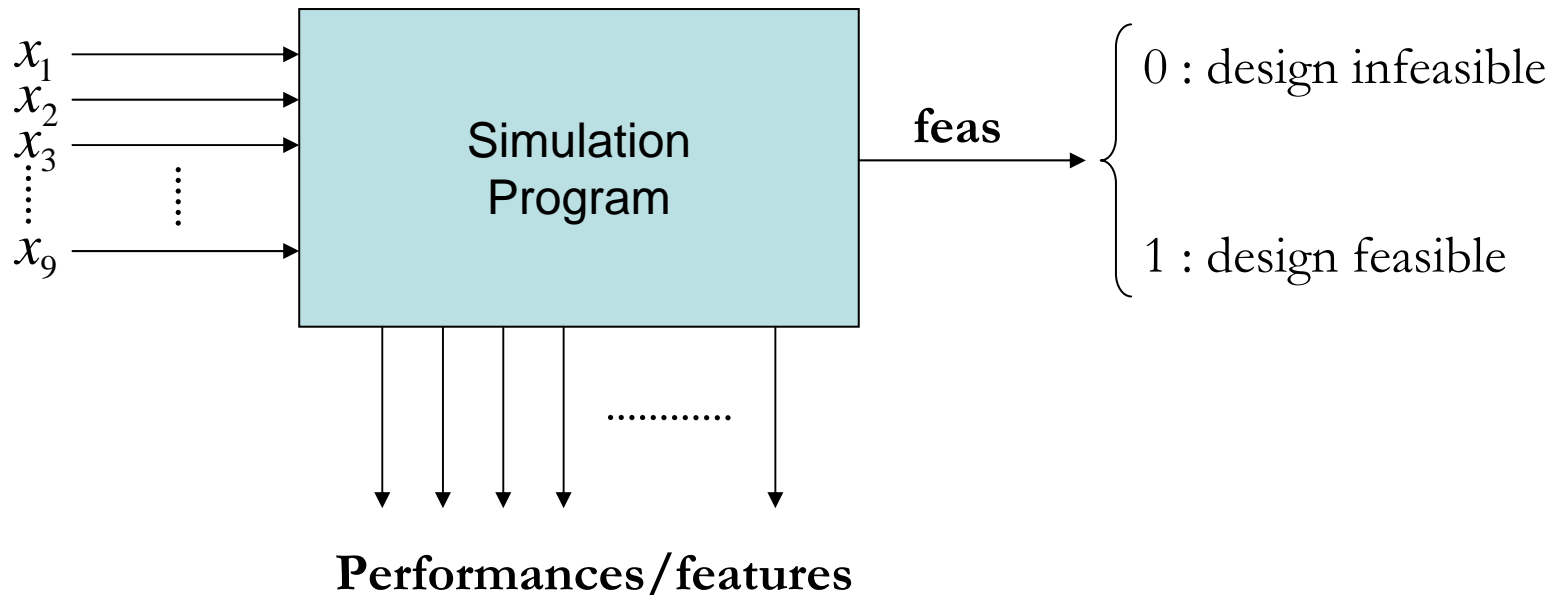 x1
x2
x3
x9
Simulation
Program
feas
0 : design infeasible
1 : design feasible
Performances/features